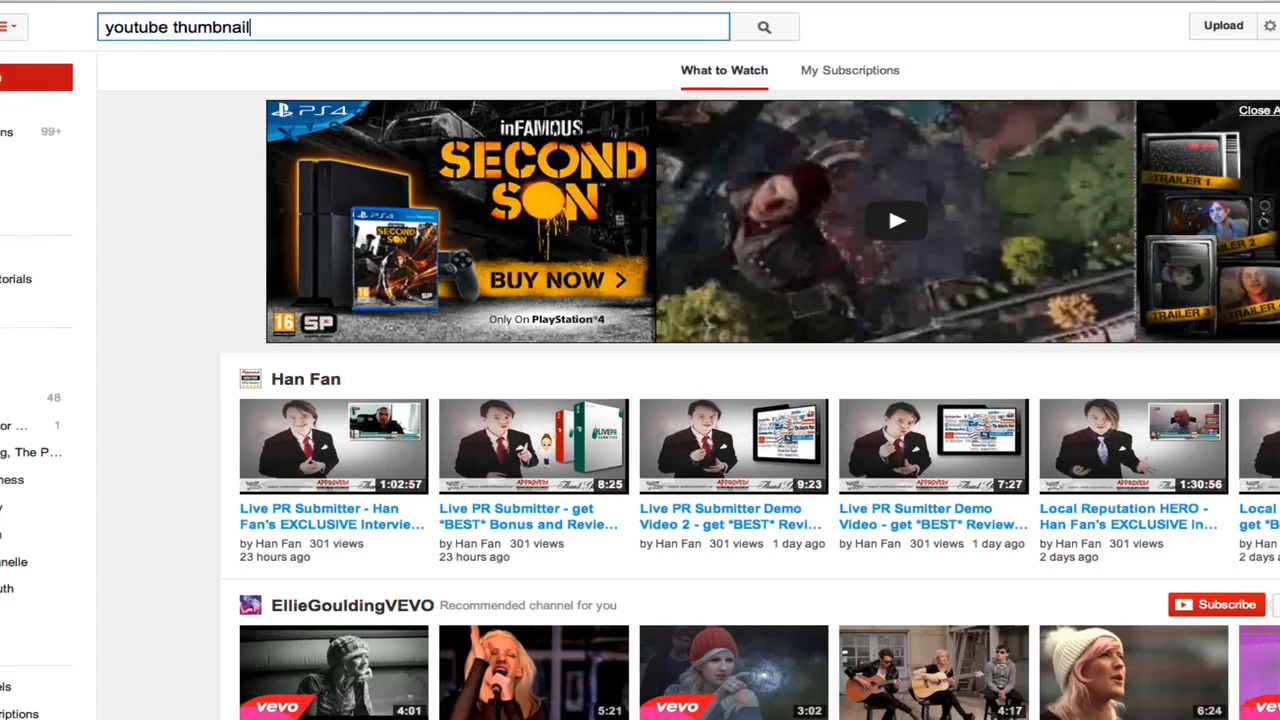 youtube thumbnail
Upload
What to Watch
My Subscriptions
ns 99+
torials
48
or ... 1
g, The P...
ness
anelle
uth
els
riptions
PS4
inFAMOUS
SECOND
SON
BUY NOW >
Only On PlayStation®4
16
SP
Close A
TRAILER 1
TRAILER 2
TRAILER 3
Han Fan
1:02:57
8:25
9:23
7:27
1:30:56
Live PR Submitter - Han
Fan's EXCLUSIVE Intervie...
by Han Fan 301 views
23 hours ago
Live PR Submitter - get
*BEST* Bonus and Revie...
by Han Fan 301 views
23 hours ago
Live PR Submitter Demo
Video 2 - get *BEST* Revi...
by Han Fan 301 views 1 day ago
Live PR Sumitter Demo
Video - get *BEST* Review...
by Han Fan 301 views 1 day ago
Local Reputation HERO -
Han Fan's EXCLUSIVE In...
by Han Fan 301 views
2 days ago
Local
get *B
by Han
2 days
EllieGouldingVEVO Recommended channel for you
Subscribe
vevo
4:01
5:21
vevo
3:02
4:17
6:24